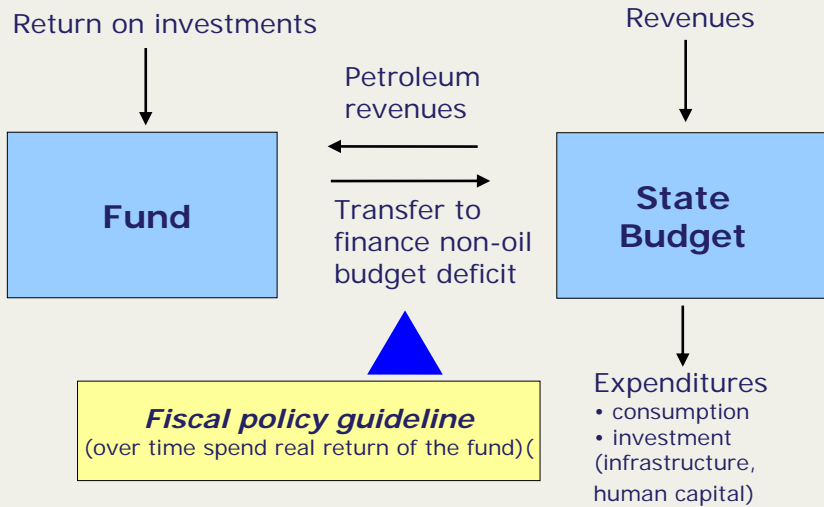 Return on investments
Revenues
Petroleum
revenues
Fund
State
Budget
Transfer to
finance non-oil
budget deficit
Fiscal policy guideline
(over time spend real return of the fund)(
Expenditures
• consumption
• investment
(infrastructure,
human capital)